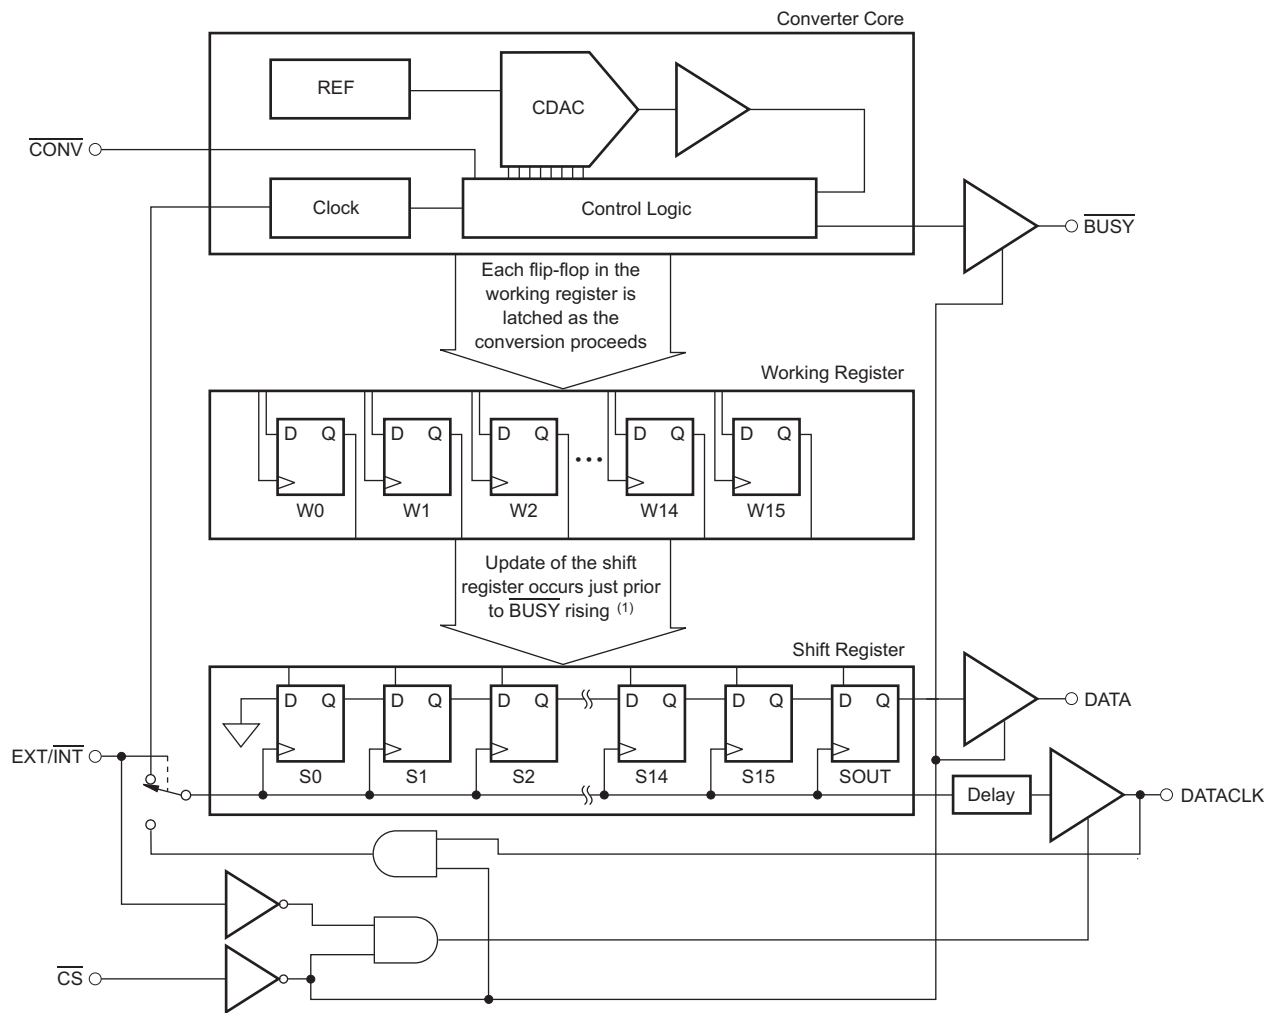 Converter Core
REF
CDAC
CONV
Clock
Control Logic
BUSY
Each flip-flop in the
working register is
latched as the
conversion proceeds
Working Register
D Q D Q D Q ••• D Q D Q
W0 W1 W2 W14 W15
Update of the shift
register occurs just prior
to BUSY rising (1)
Shift Register
D Q D Q D Q D Q D Q D Q
DATA
EXT/INT
S0 S1 S2 S14 S15 SOUT
Delay
DATACLK
CS